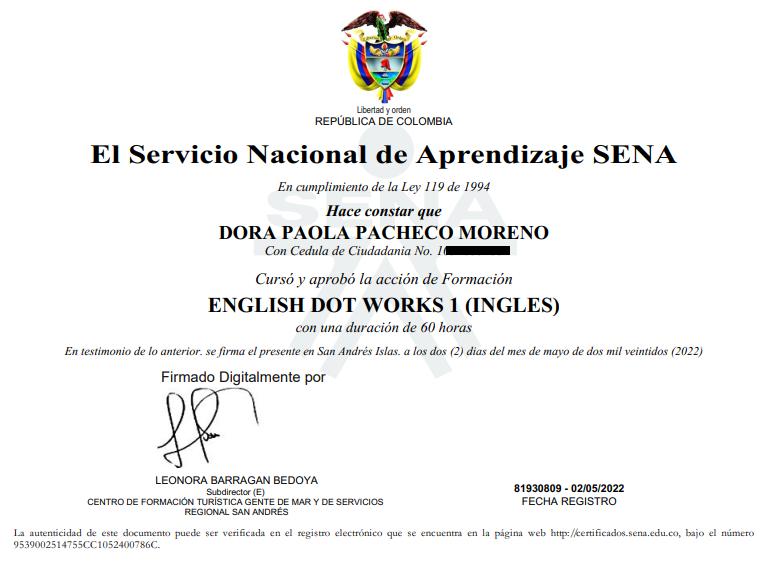 Libertad y orden
REPÚBLICA DE COLOMBIA
El Servicio Nacional de Aprendizaje SENA
En cumplimiento de la Ley 119 de 1994
SENA
Hace constar que
DORA PAOLA PACHECO MORENO
Con Cedula de Ciudadania No. 10
Cursó y aprobó la acción de Formación
ENGLISH DOT WORKS 1 (INGLES)
con una duración de 60 horas
En testimonio de lo anterior. se firma el presente en San Andrés Islas. a los dos (2) dias del mes de mayo de dos mil veintidos (2022)
Firmado Digitalmente por
LEONORA BARRAGAN BEDOYA
Subdirector (E)
CENTRO DE FORMACIÓN TURÍSTICA GENTE DE MAR Y DE SERVICIOS
REGIONAL SAN ANDRÉS
81930809 - 02/05/2022
FECHA REGISTRO
La autenticidad de este documento puede ser verificada en el registro electrónico que se encuentra en la página web http://certificados.sena.edu.co, bajo el número
9539002514755CC1052400786C.